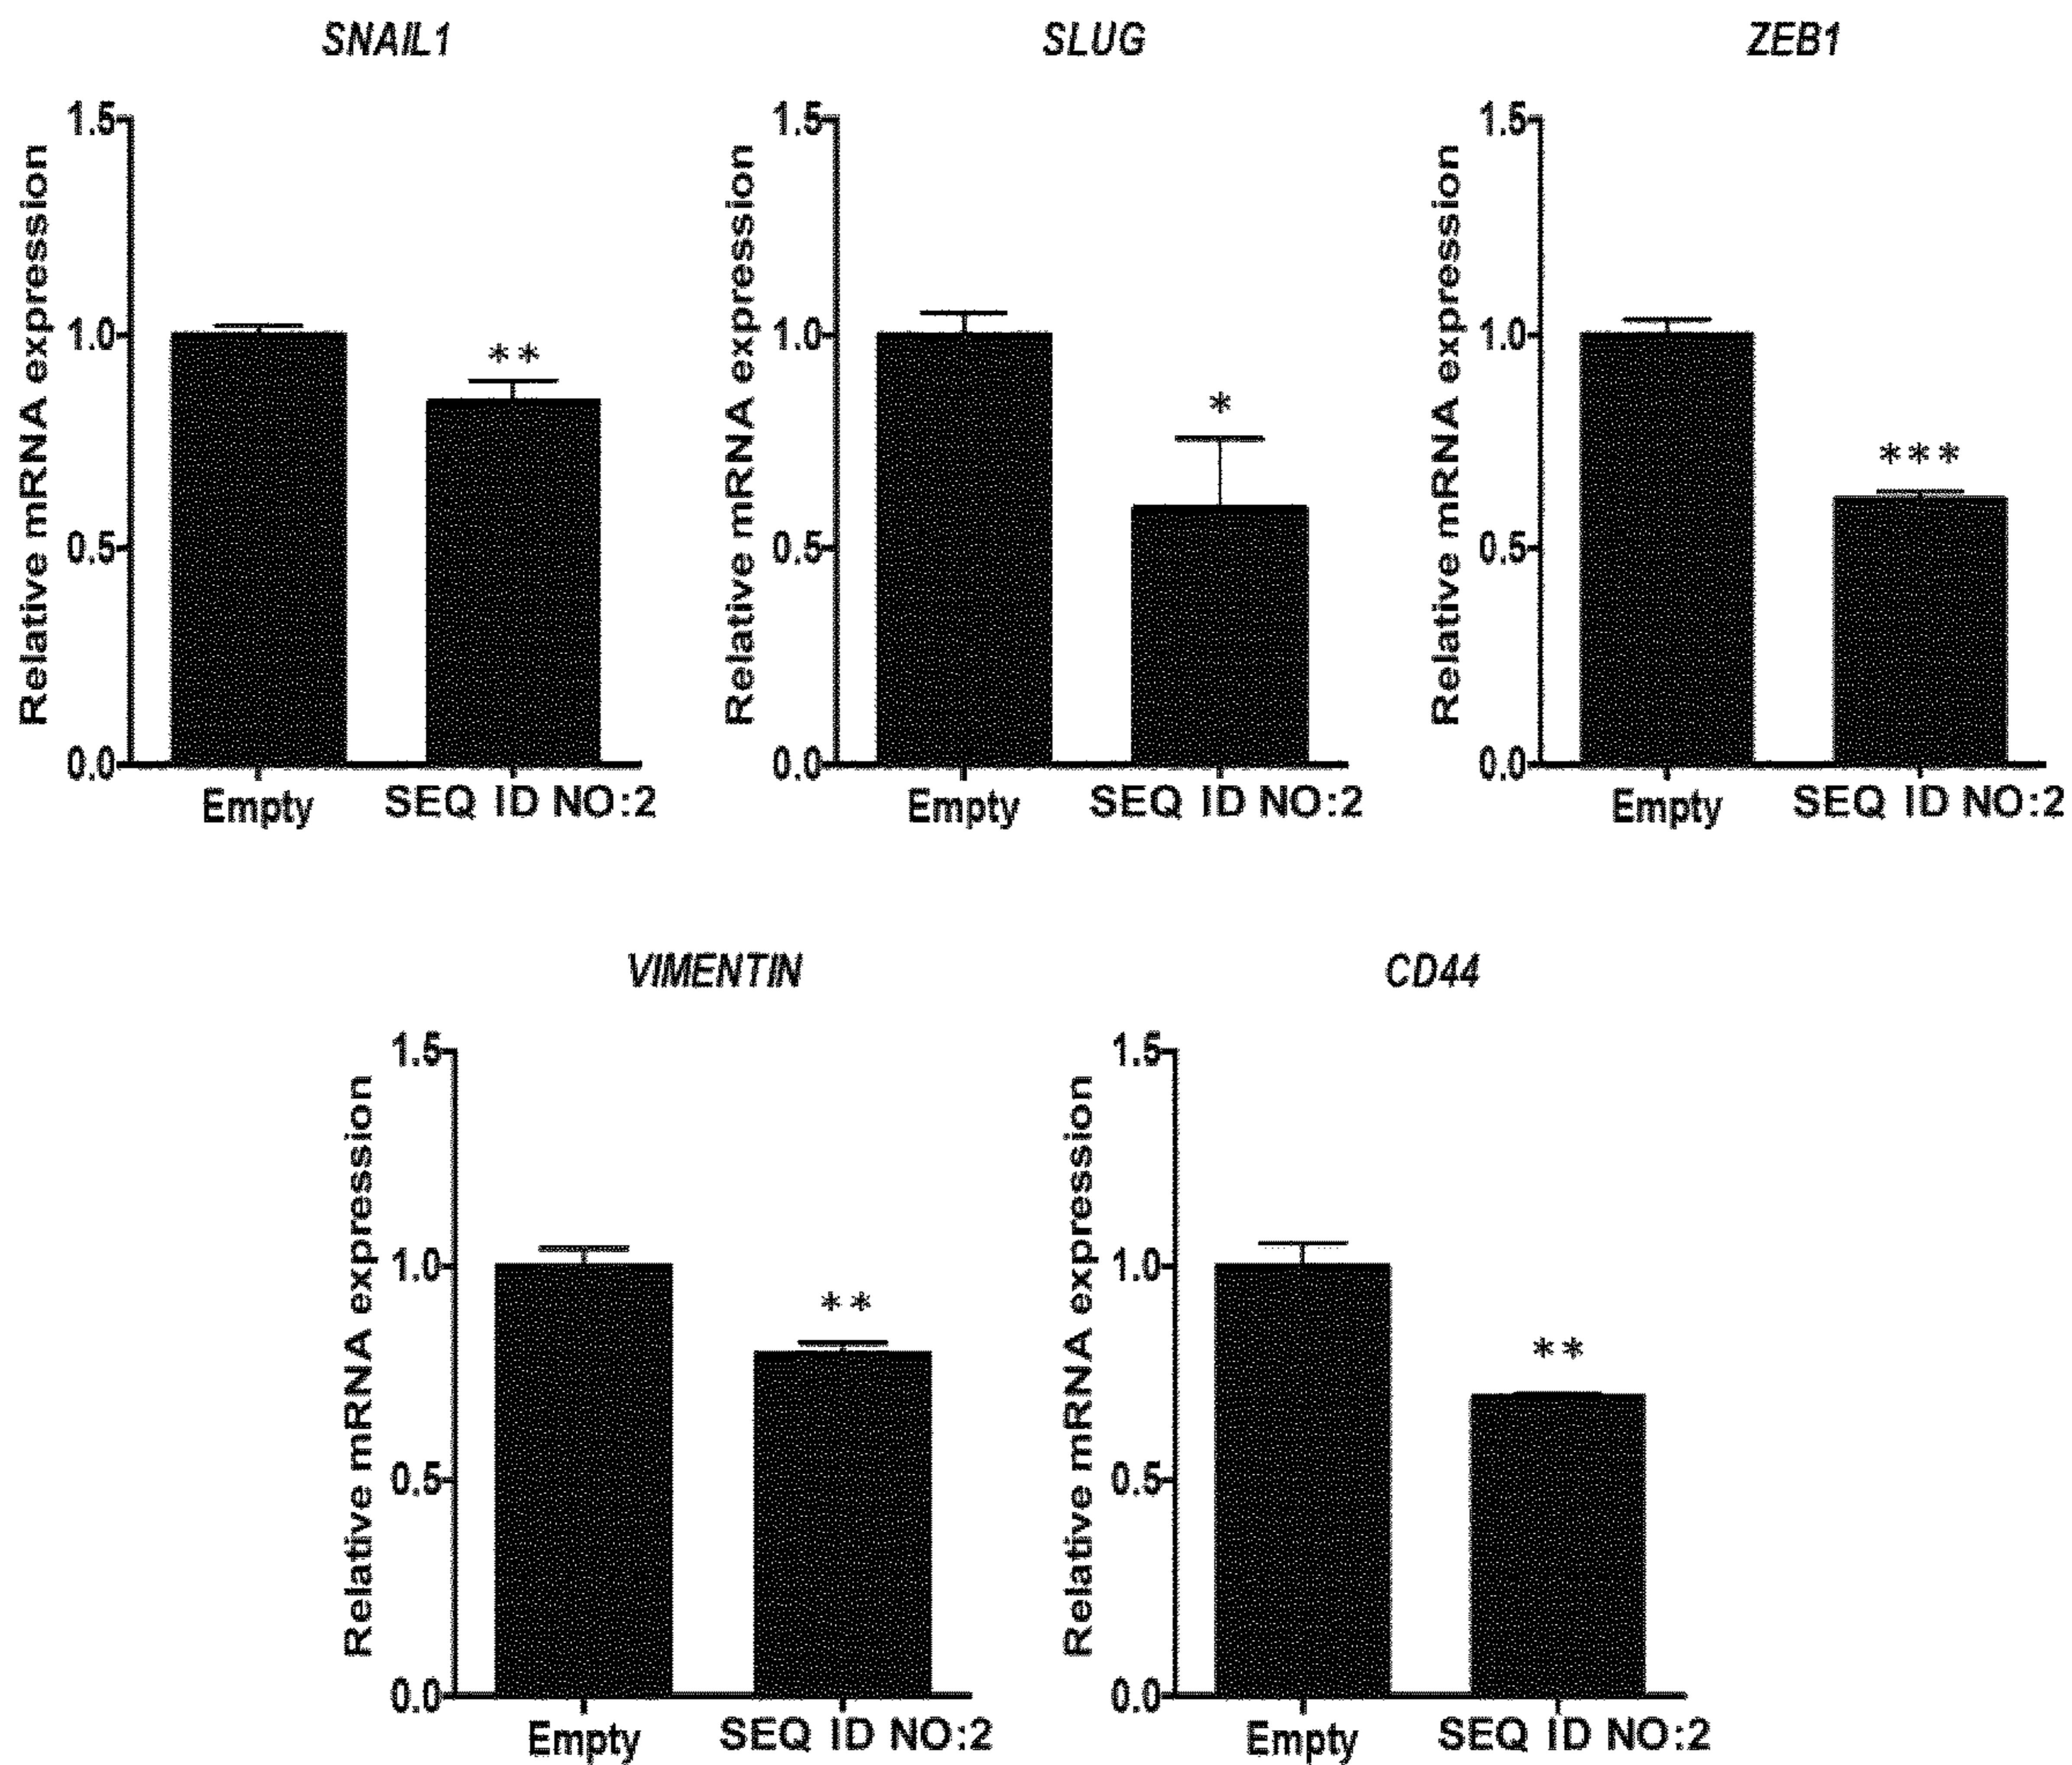 SNAIL1
Relative mRNA expression
1.5
1.0
0.5
0.0
**
Empty
SEQ ID NO:2
SLUG
Relative mRNA expression
1.5
1.0
0.5
0.0
*
Empty
SEQ ID NO:2
ZEB1
Relative mRNA expression
1.5
1.0
0.5
0.0
***
Empty
SEQ ID NO:2
VIMENTIN
Relative mRNA expression
1.5
1.0
0.5
0.0
**
Empty
SEQ ID NO:2
CD44
Relative mRNA expression
1.5
1.0
0.5
0.0
**
Empty
SEQ ID NO:2